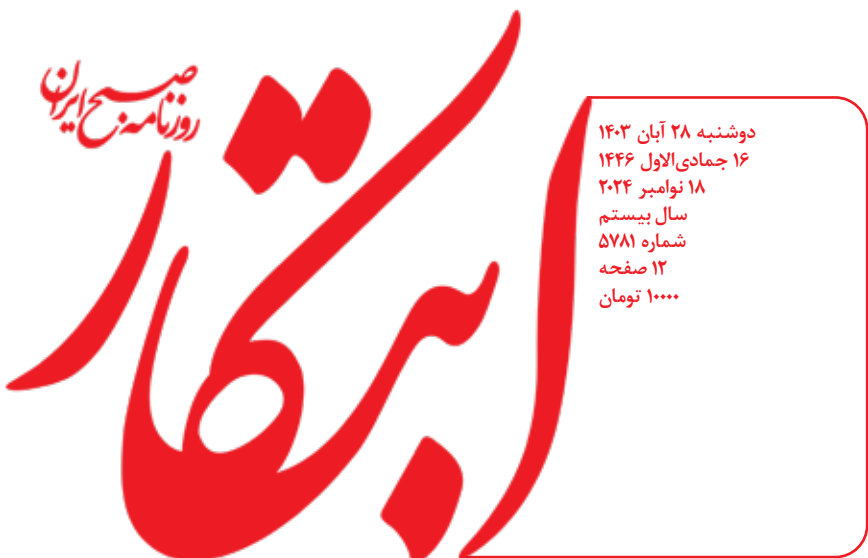 روزنامه صبح ایران
ابتکار
دوشنبه ۲۸ آبان ۱۴۰۳
۱۶ جمادی‌الاول ۱۴۴۶
۱۸ نوامبر ۲۰۲۴
سال بیستم
شماره ۵۷۸۱
۱۲ صفحه
۱۰۰۰۰ تومان